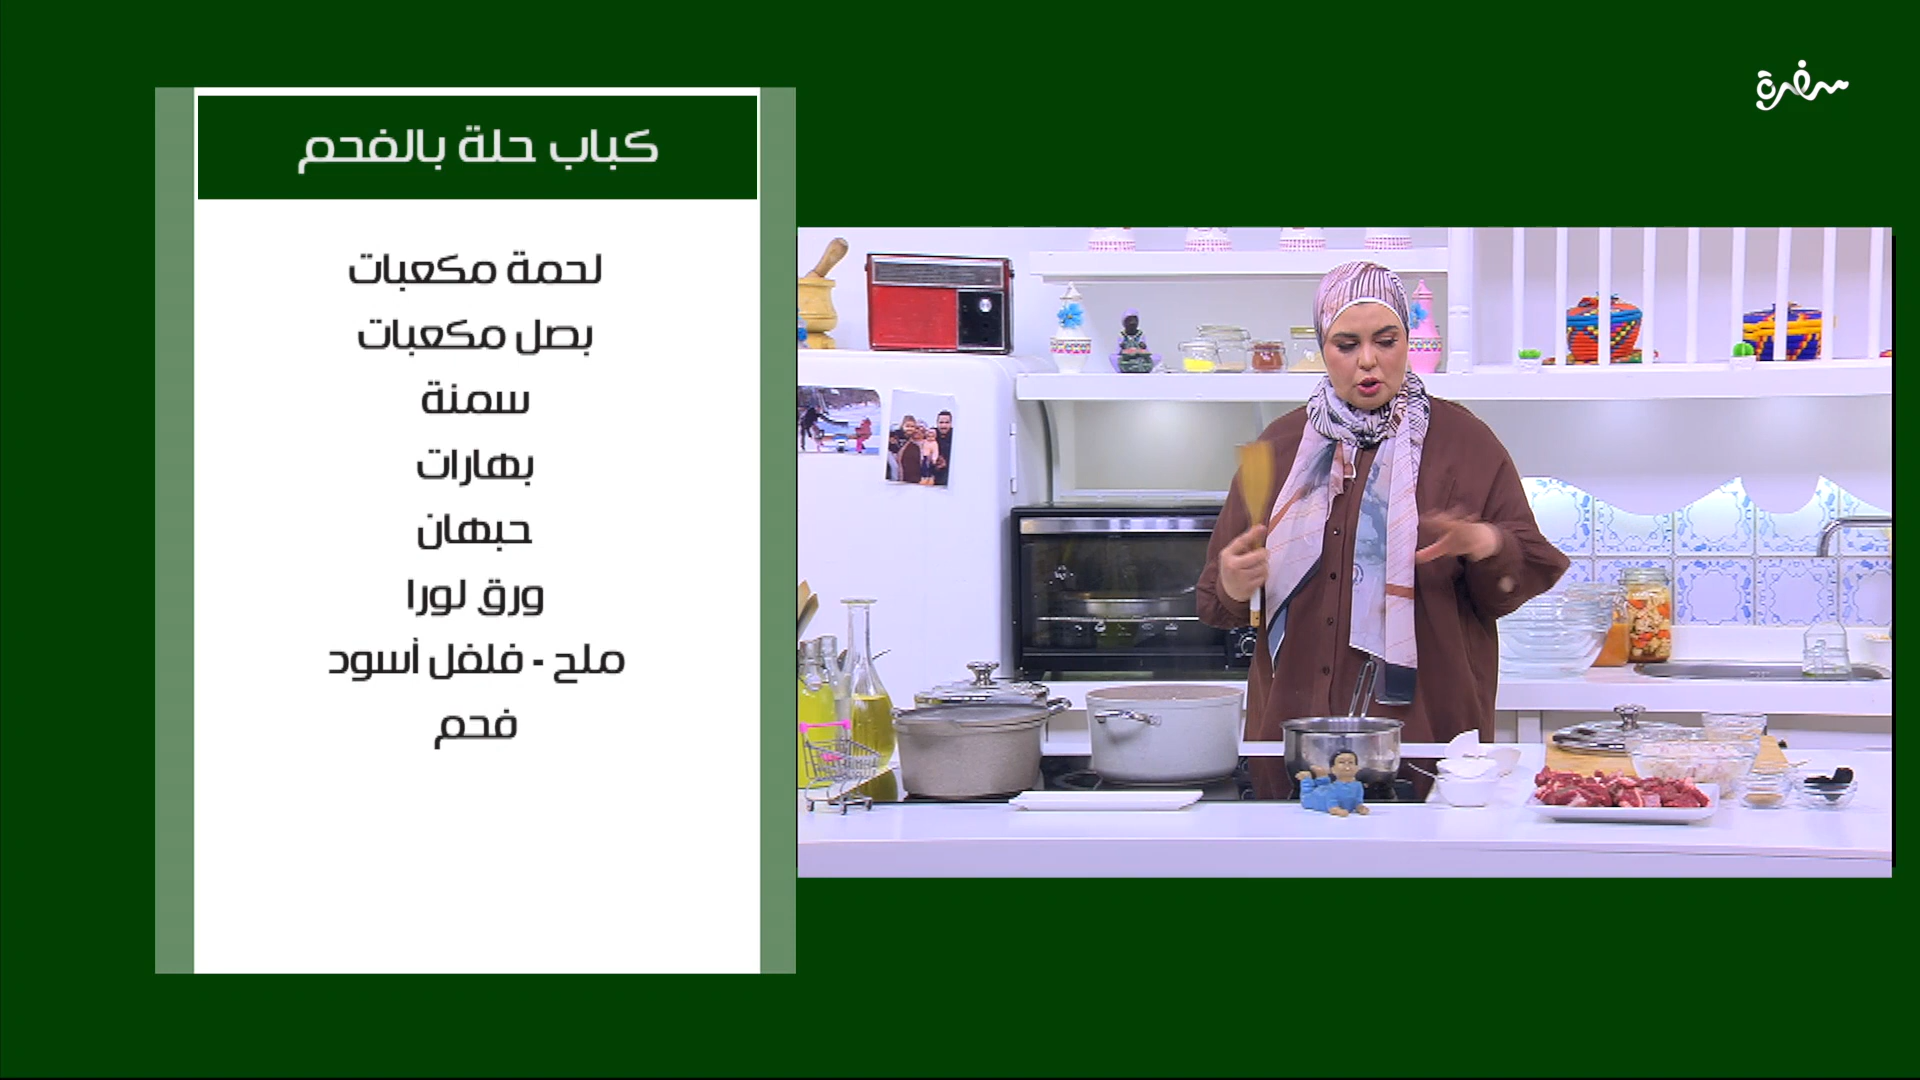 سفرة
كباب حلة بالفحم
لحمة مكعبات
بصل مكعبات
سمنة
بهارات
حبهان
ورق لورا
ملح - فلفل أسود
فحم